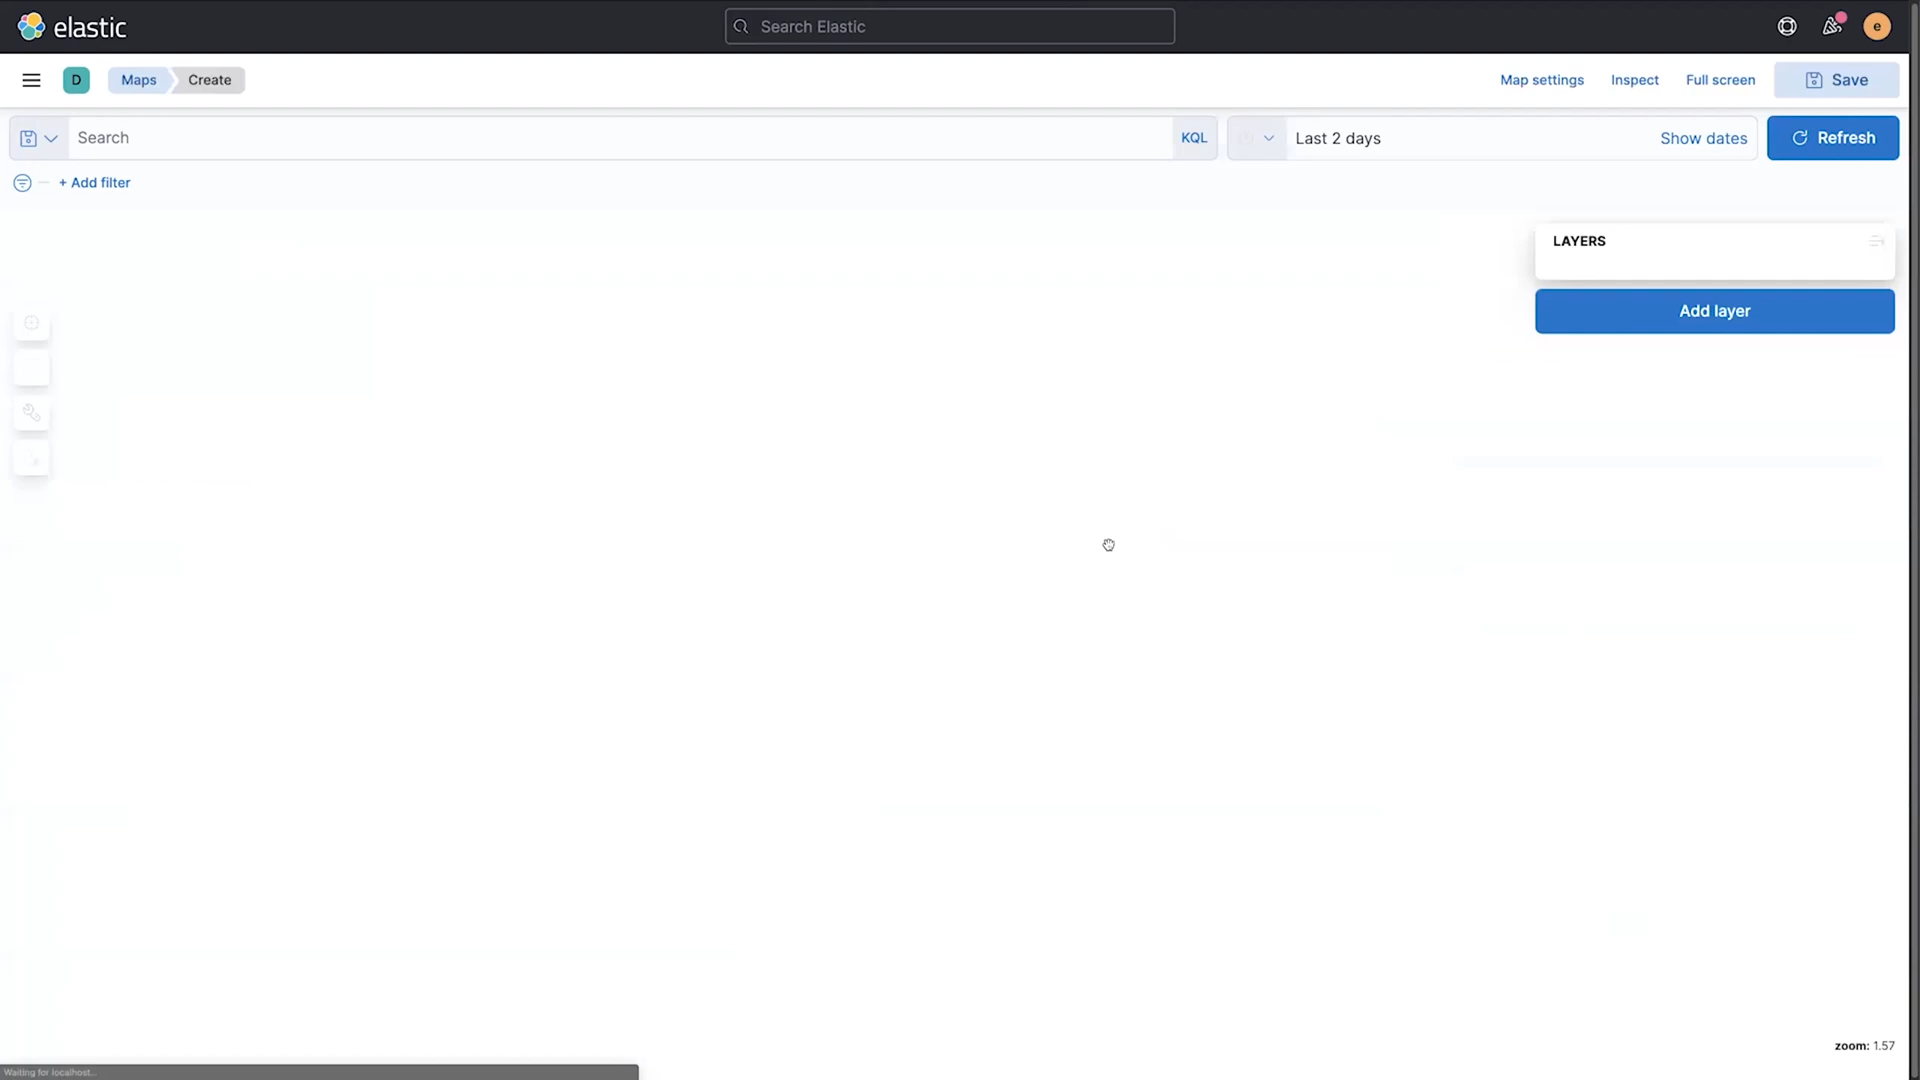 elastic
Search Elastic
e
D
Maps
Create
Map settings
Inspect
Full screen
Save
Search
KQL
Last 2 days
Show dates
Refresh
+ Add filter
LAYERS
Add layer
zoom: 1.57
Waiting for localhost...